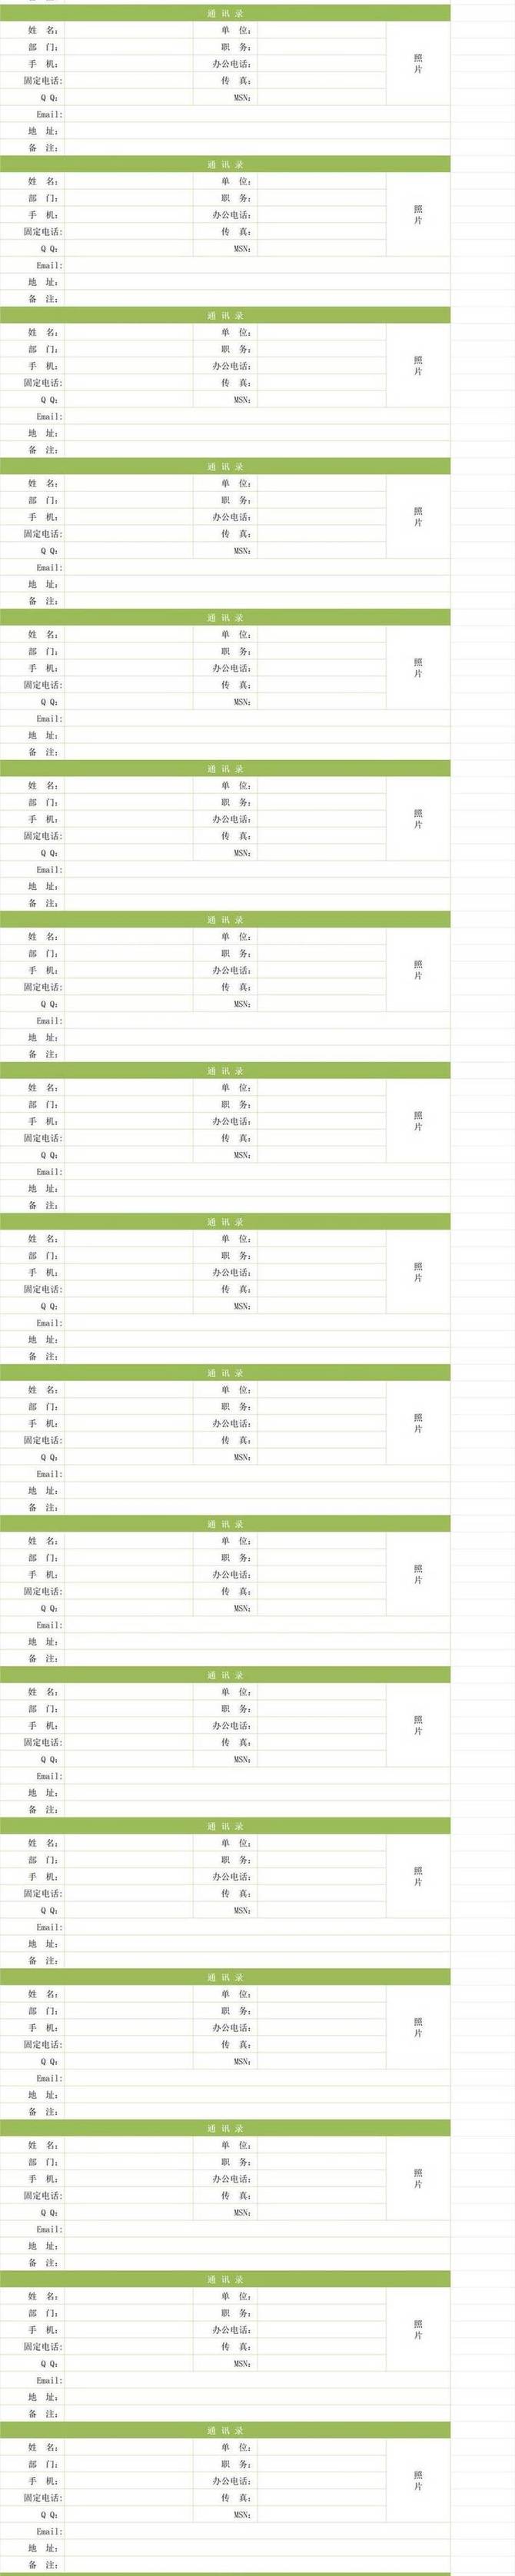 通 讯 录
姓 名： 单 位：
部 门： 职 务：
照
手 机： 办公电话：
片
固定电话: 传 真：
Q Q： MSN：
Email:
地 址：
备 注：
通 讯 录
姓 名： 单 位：
部 门： 职 务：
照
手 机： 办公电话：
片
固定电话: 传 真：
Q Q： MSN：
Email:
地 址：
备 注：
通 讯 录
姓 名： 单 位：
部 门： 职 务：
照
手 机： 办公电话：
片
固定电话: 传 真：
Q Q： MSN：
Email:
地 址：
备 注：
通 讯 录
姓 名： 单 位：
部 门： 职 务：
照
手 机： 办公电话：
片
固定电话: 传 真：
Q Q： MSN：
Email:
地 址：
备 注：
通 讯 录
姓 名： 单 位：
部 门： 职 务：
照
手 机： 办公电话：
片
固定电话: 传 真：
Q Q： MSN：
Email:
地 址：
备 注：
通 讯 录
姓 名： 单 位：
部 门： 职 务：
照
手 机： 办公电话：
片
固定电话: 传 真：
Q Q： MSN：
Email:
地 址：
备 注：
通 讯 录
姓 名： 单 位：
部 门： 职 务：
照
手 机： 办公电话：
片
固定电话: 传 真：
Q Q： MSN：
Email:
地 址：
备 注：
通 讯 录
姓 名： 单 位：
部 门： 职 务：
照
手 机： 办公电话：
片
固定电话: 传 真：
Q Q： MSN：
Email:
地 址：
备 注：
通 讯 录
姓 名： 单 位：
部 门： 职 务：
照
手 机： 办公电话：
片
固定电话: 传 真：
Q Q： MSN：
Email:
地 址：
备 注：
通 讯 录
姓 名： 单 位：
部 门： 职 务：
照
手 机： 办公电话：
片
固定电话: 传 真：
Q Q： MSN：
Email:
地 址：
备 注：
通 讯 录
姓 名： 单 位：
部 门： 职 务：
照
手 机： 办公电话：
片
固定电话: 传 真：
Q Q： MSN：
Email:
地 址：
备 注：
通 讯 录
姓 名： 单 位：
部 门： 职 务：
照
手 机： 办公电话：
片
固定电话: 传 真：
Q Q： MSN：
Email:
地 址：
备 注：
通 讯 录
姓 名： 单 位：
部 门： 职 务：
照
手 机： 办公电话：
片
固定电话: 传 真：
Q Q： MSN：
Email:
地 址：
备 注：
通 讯 录
姓 名： 单 位：
部 门： 职 务：
照
手 机： 办公电话：
片
固定电话: 传 真：
Q Q： MSN：
Email:
地 址：
备 注：
通 讯 录
姓 名： 单 位：
部 门： 职 务：
照
手 机： 办公电话：
片
固定电话: 传 真：
Q Q： MSN：
Email:
地 址：
备 注：
通 讯 录
姓 名： 单 位：
部 门： 职 务：
照
手 机： 办公电话：
片
固定电话: 传 真：
Q Q： MSN：
Email:
地 址：
备 注：
通 讯 录
姓 名： 单 位：
部 门： 职 务：
照
手 机： 办公电话：
片
固定电话: 传 真：
Q Q： MSN：
Email:
地 址：
备 注：